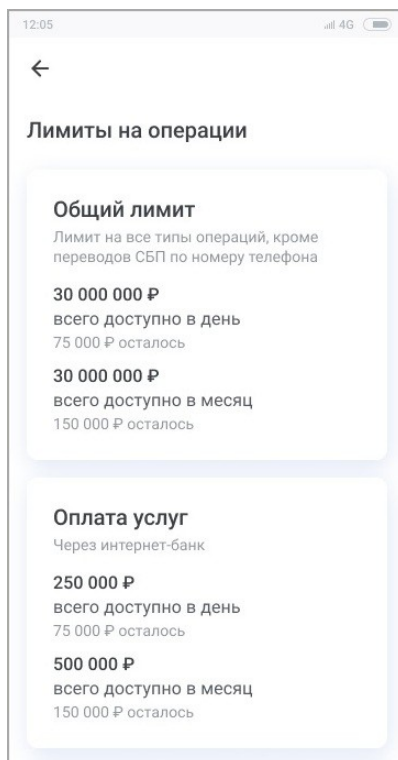 12:05
4G
Лимиты на операции
Общий лимит
Лимит на все типы операций, кроме
переводов СБП по номеру телефона
30 000 000 ₽
всего доступно в день
75 000 ₽ осталось
30 000 000 ₽
всего доступно в месяц
150 000 ₽ осталось
Оплата услуг
Через интернет-банк
250 000 ₽
всего доступно в день
75 000 ₽ осталось
500 000 ₽
всего доступно в месяц
150 000 ₽ осталось